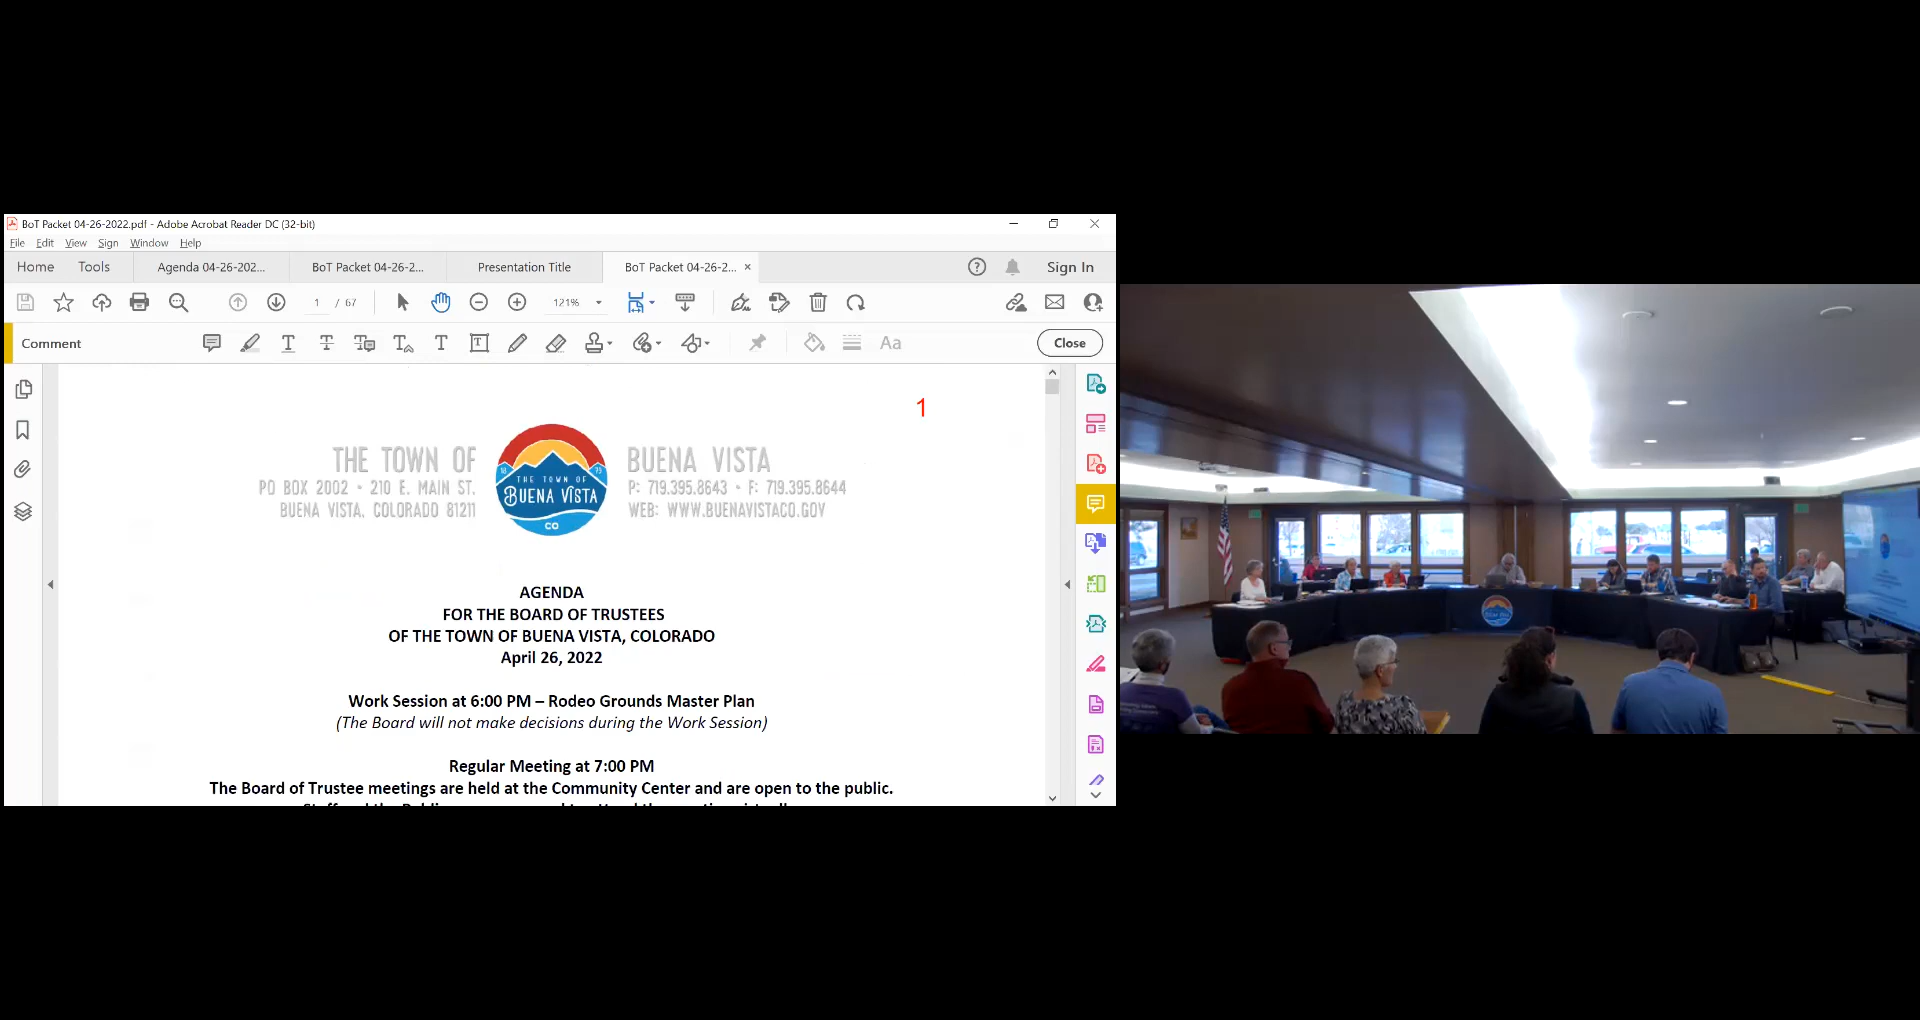 BoT Packet 04-26-2022.pdf - Adobe Acrobat Reader DC (32-bit)
File Edit View Sign Window Help
Home Tools Agenda 04-26-202... BoT Packet 04-26-2... Presentation Title BoT Packet 04-26-2... × Sign In
1 / 67 121%
Comment Aa Close
1
THE TOWN OF BUENA VISTA
PO BOX 2002 • 210 E. MAIN ST. P: 719.395.8643 • F: 719.395.8644
BUENA VISTA, COLORADO 81211 WEB: WWW.BUENAVISTACO.GOV
18 79
THE TOWN OF
BUENA VISTA
CO
AGENDA
FOR THE BOARD OF TRUSTEES
OF THE TOWN OF BUENA VISTA, COLORADO
April 26, 2022
Work Session at 6:00 PM – Rodeo Grounds Master Plan
(The Board will not make decisions during the Work Session)
Regular Meeting at 7:00 PM
The Board of Trustee meetings are held at the Community Center and are open to the public.